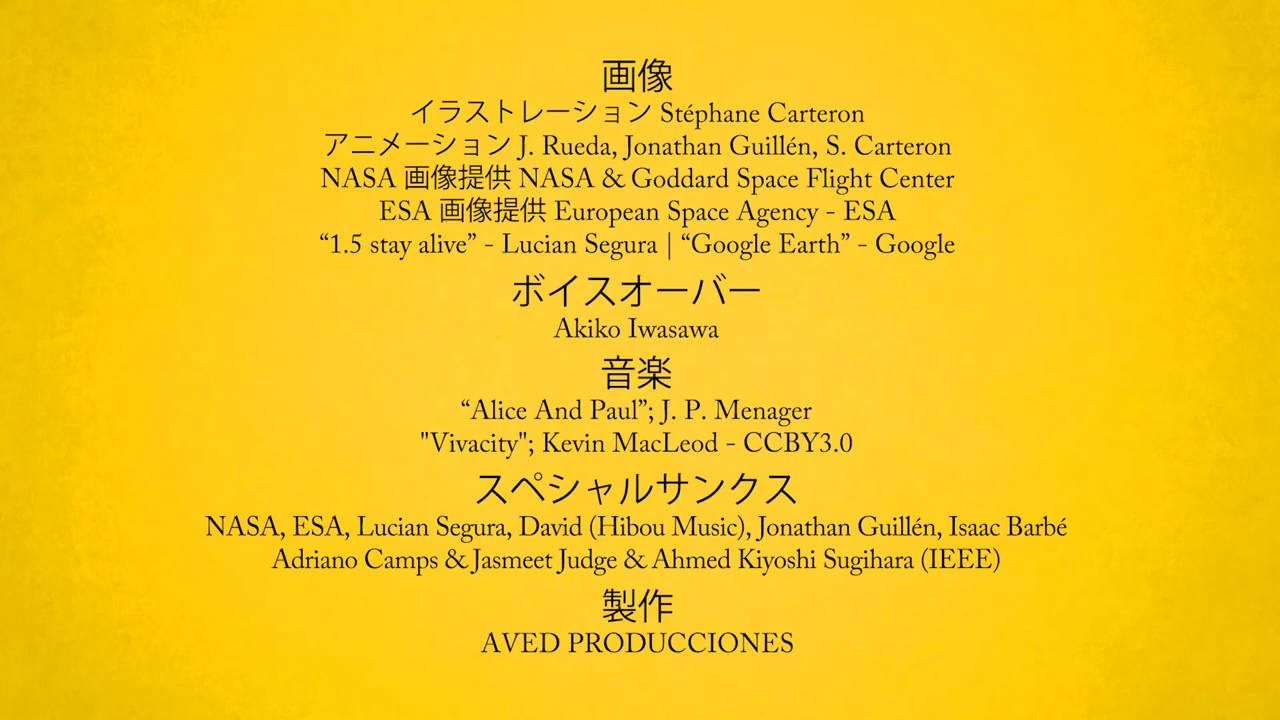 画像
イラストレーション Stéphane Carteron
アニメーション J. Rueda, Jonathan Guillén, S. Carteron
NASA 画像提供 NASA & Goddard Space Flight Center
ESA 画像提供 European Space Agency - ESA
“1.5 stay alive” - Lucian Segura | “Google Earth” - Google
ボイスオーバー
Akiko Iwasawa
音楽
“Alice And Paul”; J. P. Menager
"Vivacity"; Kevin MacLeod - CCBY3.0
スペシャルサンクス
NASA, ESA, Lucian Segura, David (Hibou Music), Jonathan Guillén, Isaac Barbé
Adriano Camps & Jasmeet Judge & Ahmed Kiyoshi Sugihara (IEEE)
製作
AVED PRODUCCIONES